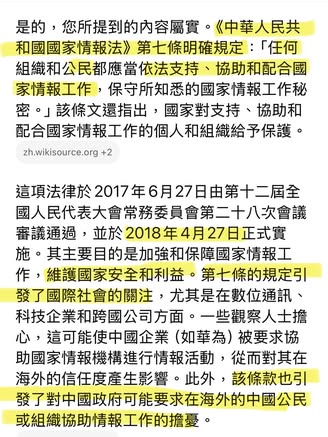 是的，您所提到的內容屬實。《中華人民共
和國國家情報法》第七條明確規定：「任何
組織和公民都應當依法支持、協助和配合國
家情報工作，保守所知悉的國家情報工作秘
密。」該條文還指出，國家對支持、協助和
配合國家情報工作的個人和組織給予保護。
zh.wikisource.org +2
這項法律於 2017 年 6 月 27 日由第十二屆全
國人民代表大會常務委員會第二十八次會議
審議通過，並於 2018 年 4 月 27 日正式實
施。其主要目的是加強和保障國家情報工
作，維護國家安全和利益。第七條的規定引
發了國際社會的關注，尤其是在數位通訊、
科技企業和跨國公司方面。一些觀察人士擔
心，這可能使中國企業（如華為）被要求協
助國家情報機構進行情報活動，從而對其在
海外的信任度產生影響。此外，該條款也引
發了對中國政府可能要求在海外的中國公民
或組織協助情報工作的擔憂。